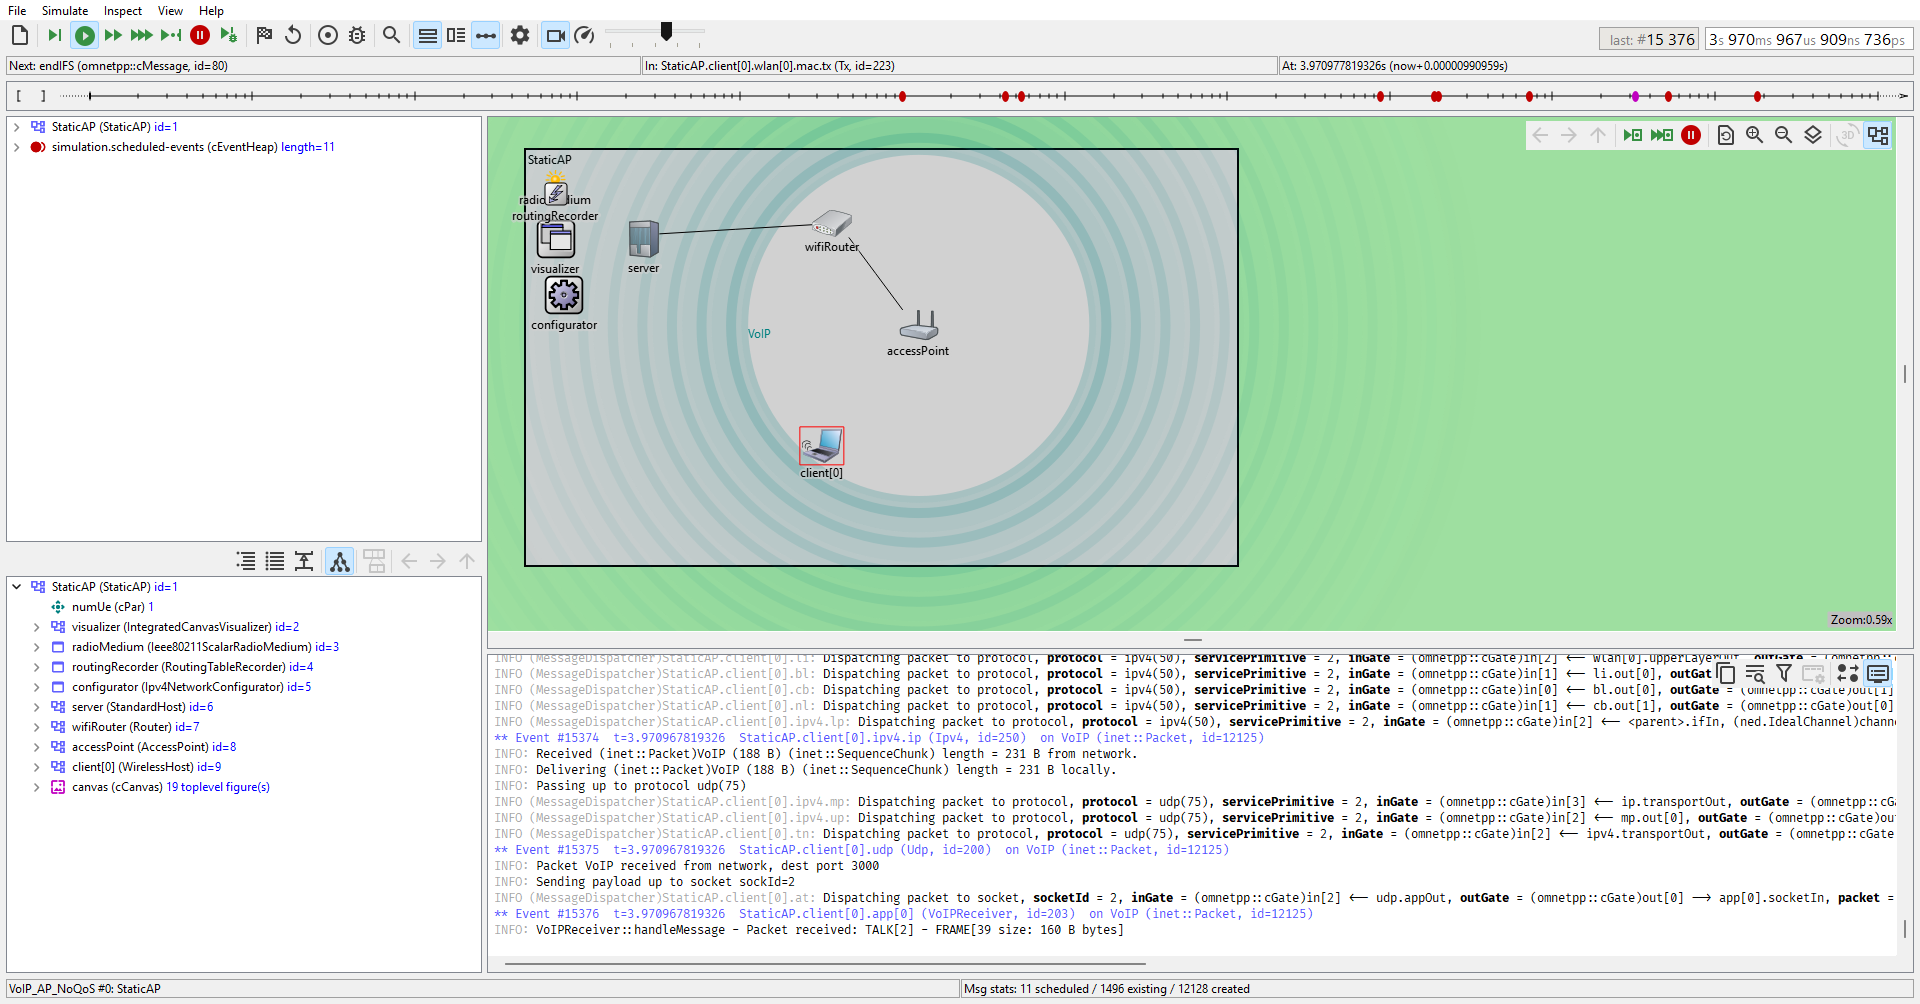 File Simulate Inspect View Help
last: #15 376
3s 970ms 967us 909ns 736ps
Next: endIFS (omnetpp::cMessage, id=80)
In: StaticAP.client[0].wlan[0].mac.tx (Tx, id=223)
At: 3.970977819326s (now+0.00000990959s)
StaticAP (StaticAP) id=1
simulation.scheduled-events (cEventHeap) length=11
StaticAP (StaticAP) id=1
numUe (cPar) 1
visualizer (IntegratedCanvasVisualizer) id=2
radioMedium (Ieee80211ScalarRadioMedium) id=3
routingRecorder (RoutingTableRecorder) id=4
configurator (Ipv4NetworkConfigurator) id=5
server (StandardHost) id=6
wifiRouter (Router) id=7
accessPoint (AccessPoint) id=8
client[0] (WirelessHost) id=9
canvas (cCanvas) 19 toplevel figure(s)
3D
StaticAP
routingRecorder
visualizer
configurator
server
wifiRouter
VoIP
accessPoint
client[0]
Zoom:0.59x
INFO (MessageDispatcher)StaticAP.client[0].li: Dispatching packet to protocol, protocol = ipv4(50), servicePrimitive = 2, inGate = (omnetpp::cGate)in[2] <-- wlan[0].upperLayerOut,
INFO (MessageDispatcher)StaticAP.client[0].bl: Dispatching packet to protocol, protocol = ipv4(50), servicePrimitive = 2, inGate = (omnetpp::cGate)in[1] <-- li.out[0], outGat
INFO (MessageDispatcher)StaticAP.client[0].cb: Dispatching packet to protocol, protocol = ipv4(50), servicePrimitive = 2, inGate = (omnetpp::cGate)in[0] <-- bl.out[0], outGate = (omnetpp::cGate)out[1]
INFO (MessageDispatcher)StaticAP.client[0].nl: Dispatching packet to protocol, protocol = ipv4(50), servicePrimitive = 2, inGate = (omnetpp::cGate)in[1] <-- cb.out[1], outGate = (omnetpp::cGate)out[0]
INFO (MessageDispatcher)StaticAP.client[0].ipv4.lp: Dispatching packet to protocol, protocol = ipv4(50), servicePrimitive = 2, inGate = (omnetpp::cGate)in[2] <-- <parent>.ifIn, (ned.IdealChannel)chann
** Event #15374 t=3.970967819326 StaticAP.client[0].ipv4.ip (Ipv4, id=250) on VoIP (inet::Packet, id=12125)
INFO: Received (inet::Packet)VoIP (188 B) (inet::SequenceChunk) length = 231 B from network.
INFO: Delivering (inet::Packet)VoIP (188 B) (inet::SequenceChunk) length = 231 B locally.
INFO: Passing up to protocol udp(75)
INFO (MessageDispatcher)StaticAP.client[0].ipv4.mp: Dispatching packet to protocol, protocol = udp(75), servicePrimitive = 2, inGate = (omnetpp::cGate)in[3] <-- ip.transportOut, outGate = (omnetpp::cGa
INFO (MessageDispatcher)StaticAP.client[0].ipv4.up: Dispatching packet to protocol, protocol = udp(75), servicePrimitive = 2, inGate = (omnetpp::cGate)in[2] <-- mp.out[0], outGate = (omnetpp::cGate)ou
INFO (MessageDispatcher)StaticAP.client[0].tn: Dispatching packet to protocol, protocol = udp(75), servicePrimitive = 2, inGate = (omnetpp::cGate)in[2] <-- ipv4.transportOut, outGate = (omnetpp::cGate
** Event #15375 t=3.970967819326 StaticAP.client[0].udp (Udp, id=200) on VoIP (inet::Packet, id=12125)
INFO: Packet VoIP received from network, dest port 3000
INFO: Sending payload up to socket sockId=2
INFO (MessageDispatcher)StaticAP.client[0].at: Dispatching packet to socket, socketId = 2, inGate = (omnetpp::cGate)in[2] <-- udp.appOut, outGate = (omnetpp::cGate)out[0] --> app[0].socketIn, packet =
** Event #15376 t=3.970967819326 StaticAP.client[0].app[0] (VoIPReceiver, id=203) on VoIP (inet::Packet, id=12125)
INFO: VoIPReceiver::handleMessage - Packet received: TALK[2] - FRAME[39 size: 160 B bytes]
VoIP_AP_NoQoS #0: StaticAP
Msg stats: 11 scheduled / 1496 existing / 12128 created